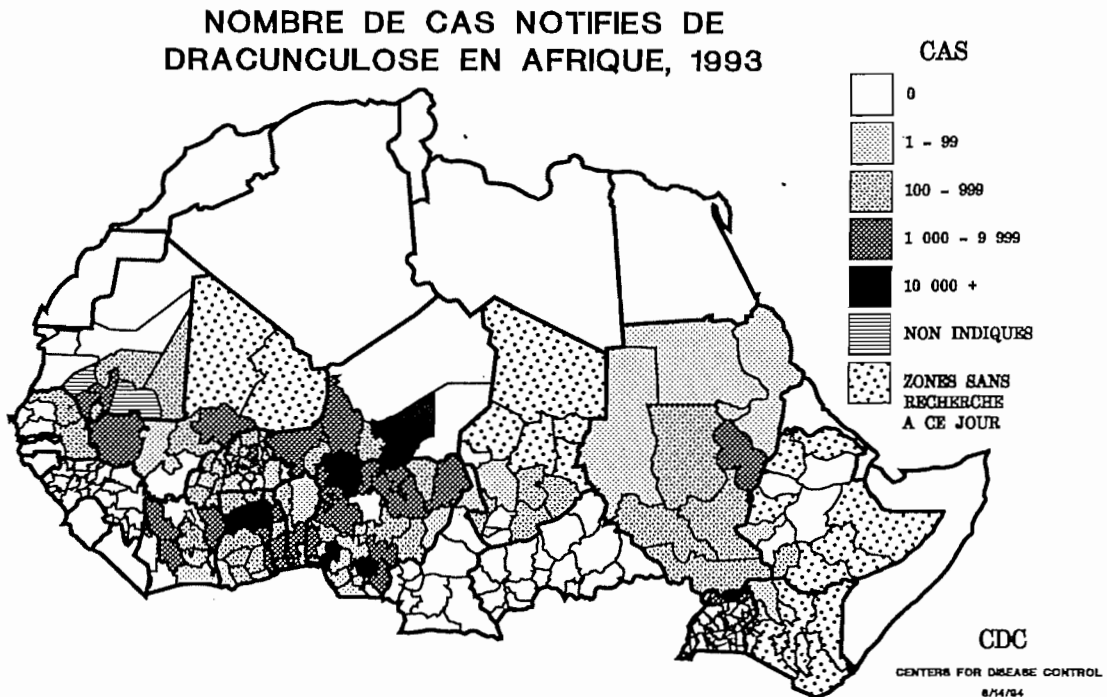 NOMBRE DE CAS NOTIFIES DE
DRACUNCULOSE EN AFRIQUE, 1993
CAS
0
1 - 99
100 - 999
1 000 - 9 999
10 000 +
NON INDIQUES
ZONES SANS
RECHERCHE
A CE JOUR
CDC
CENTERS FOR DISEASE CONTROL
6/14/94